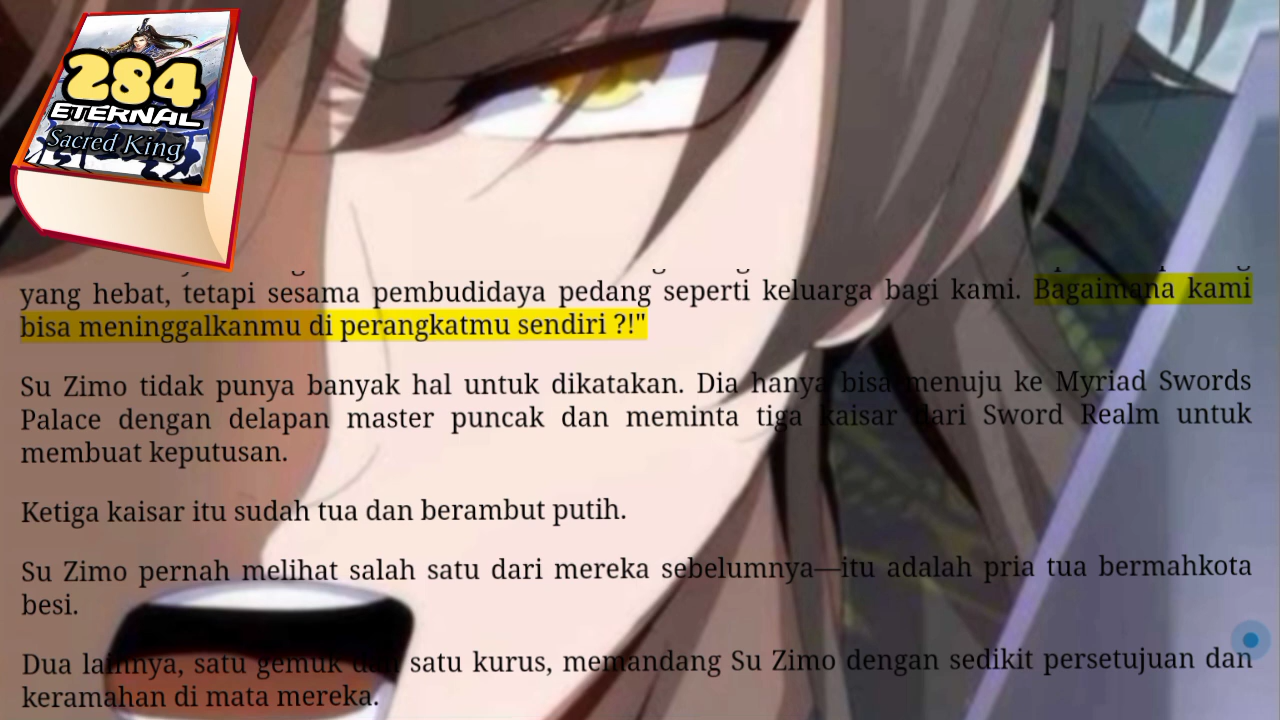 284
ETERNAL
Sacred King
yang hebat, tetapi sesama pembudidaya pedang seperti keluarga bagi kami. Bagaimana kami
bisa meninggalkanmu di perangkatmu sendiri ?!"
Su Zimo tidak punya banyak hal untuk dikatakan. Dia hanya bisa menuju ke Myriad Swords
Palace dengan delapan master puncak dan meminta tiga kaisar dari Sword Realm untuk
membuat keputusan.
Ketiga kaisar itu sudah tua dan berambut putih.
Su Zimo pernah melihat salah satu dari mereka sebelumnya—itu adalah pria tua bermahkota
besi.
Dua lainnya, satu gemuk dan satu kurus, memandang Su Zimo dengan sedikit persetujuan dan
keramahan di mata mereka.